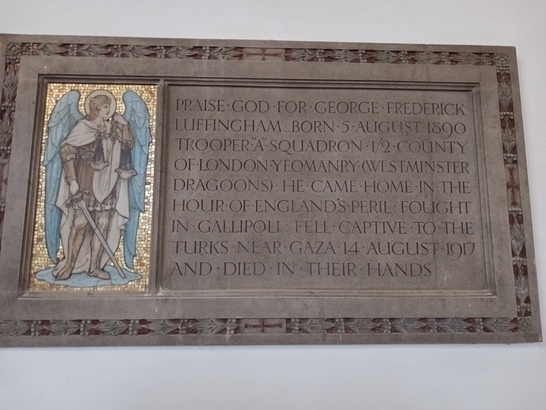 PRAISE · GOD · FOR · GEORGE · FREDERICK
LUFFINGHAM : BORN · 5 · AUGUST · 1890
TROOPER "A" SQUADRON · 1/2 · COUNTY
OF · LONDON · YEOMANRY · (WESTMINSTER
DRAGOONS) : HE · CAME · HOME · IN · THE
HOUR · OF · ENGLAND'S · PERIL : FOUGHT
IN · GALLIPOLI : FELL · CAPTIVE · TO · THE
TURKS · NEAR · GAZA · 14 · AUGUST · 1917
AND · DIED · IN · THEIR · HANDS